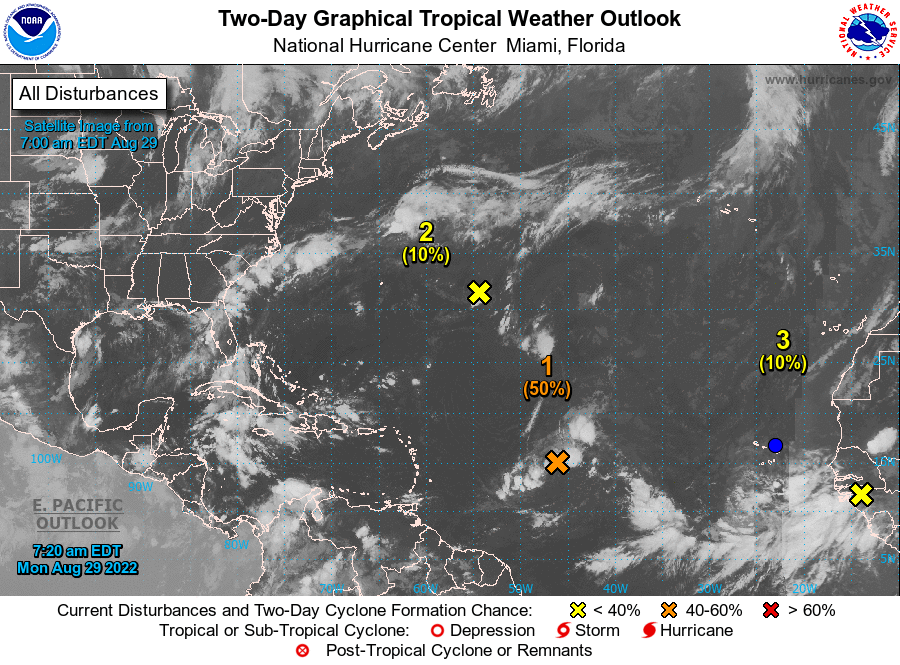 Two-Day Graphical Tropical Weather Outlook
National Hurricane Center Miami, Florida
NOAA
NATIONAL WEATHER SERVICE
All Disturbances
www.hurricanes.gov
Satellite Image from
7:00 am EDT Aug 29
2
(10%)
35N
3
(10%)
1
(50%)
25N
100W
90W
E. PACIFIC
OUTLOOK
7:20 am EDT
Mon Aug 29 2022
80W
5N
70W
60W
50W
40W
30W
20W
Current Disturbances and Two-Day Cyclone Formation Chance: < 40% 40-60% > 60%
Tropical or Sub-Tropical Cyclone: Depression Storm Hurricane
Post-Tropical Cyclone or Remnants